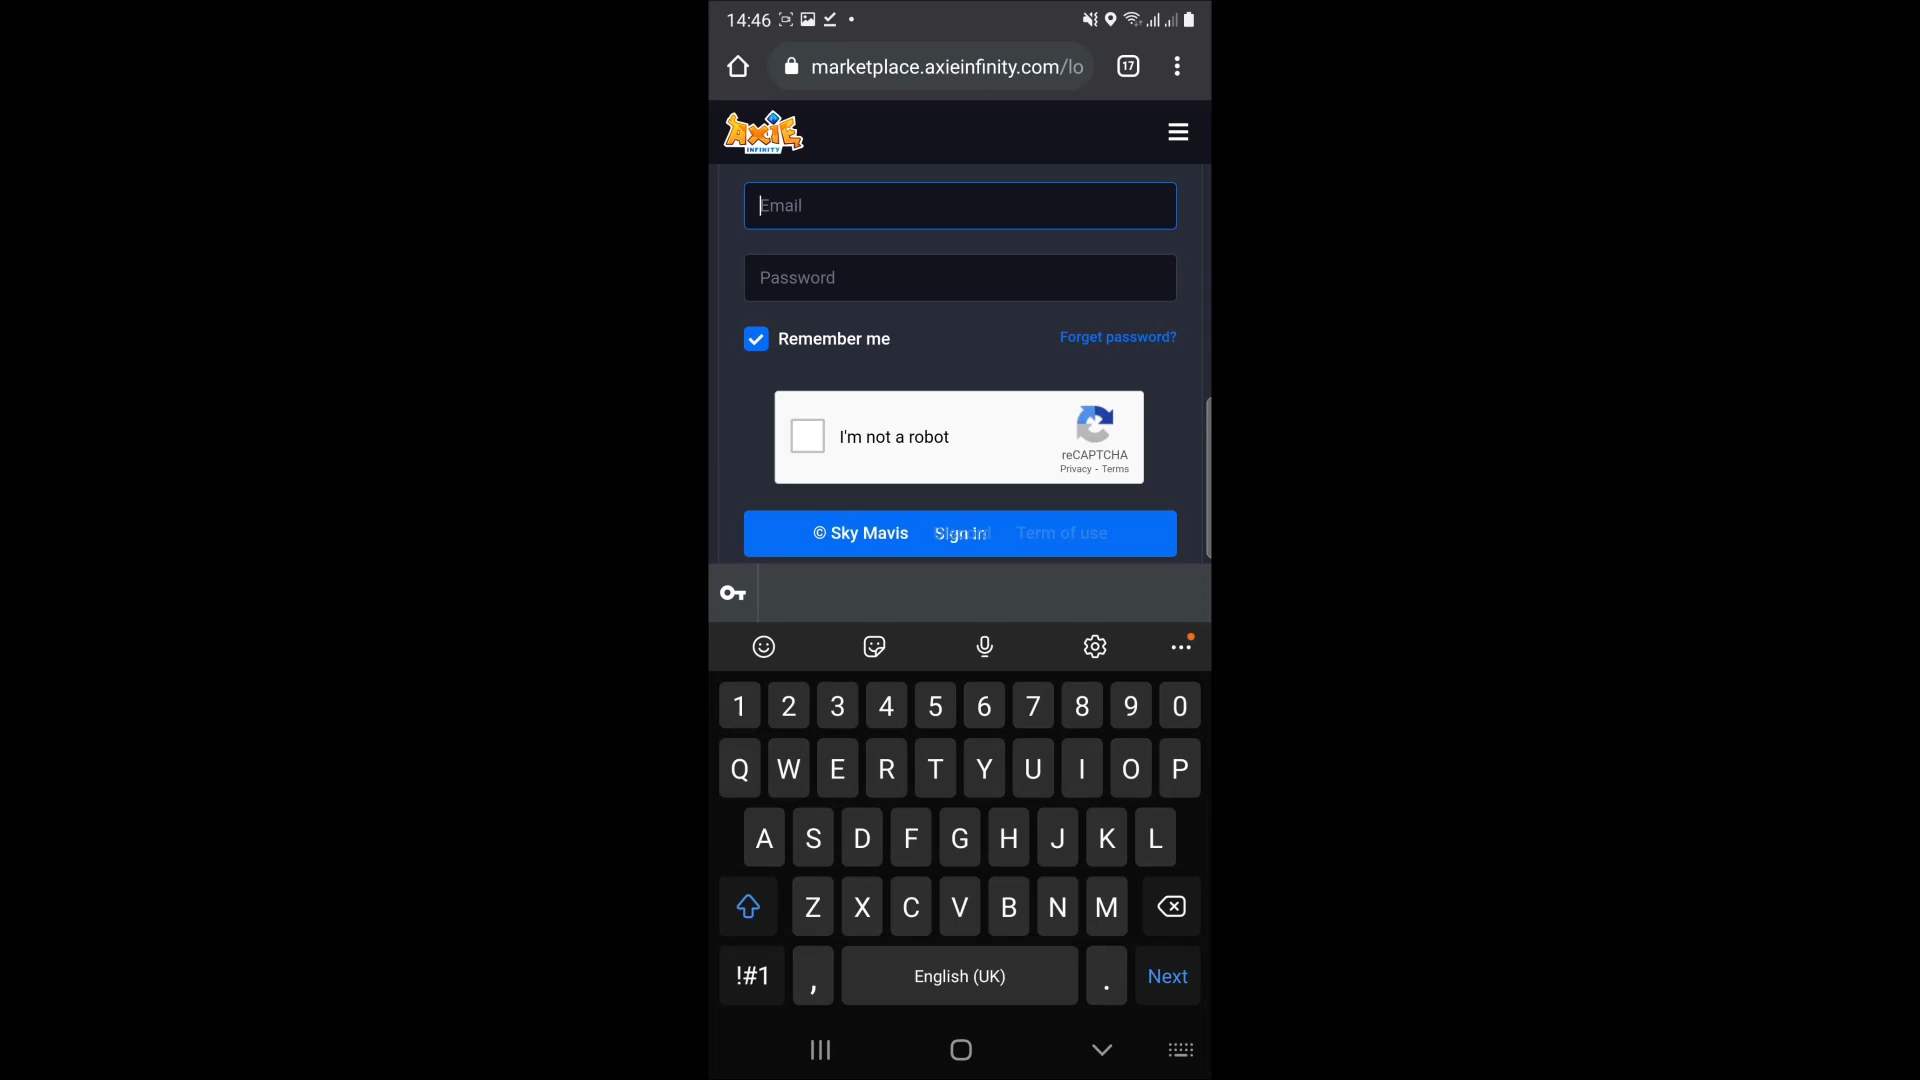 14:46
marketplace.axieinfinity.com/lo
17
AXIE
INFINITY
Email
Password
Remember me
Forget password?
I'm not a robot
reCAPTCHA
Privacy - Terms
© Sky Mavis Sign in Term of use
1 2 3 4 5 6 7 8 9 0
Q W E R T Y U I O P
A S D F G H J K L
Z X C V B N M
!#1 , English (UK) . Next